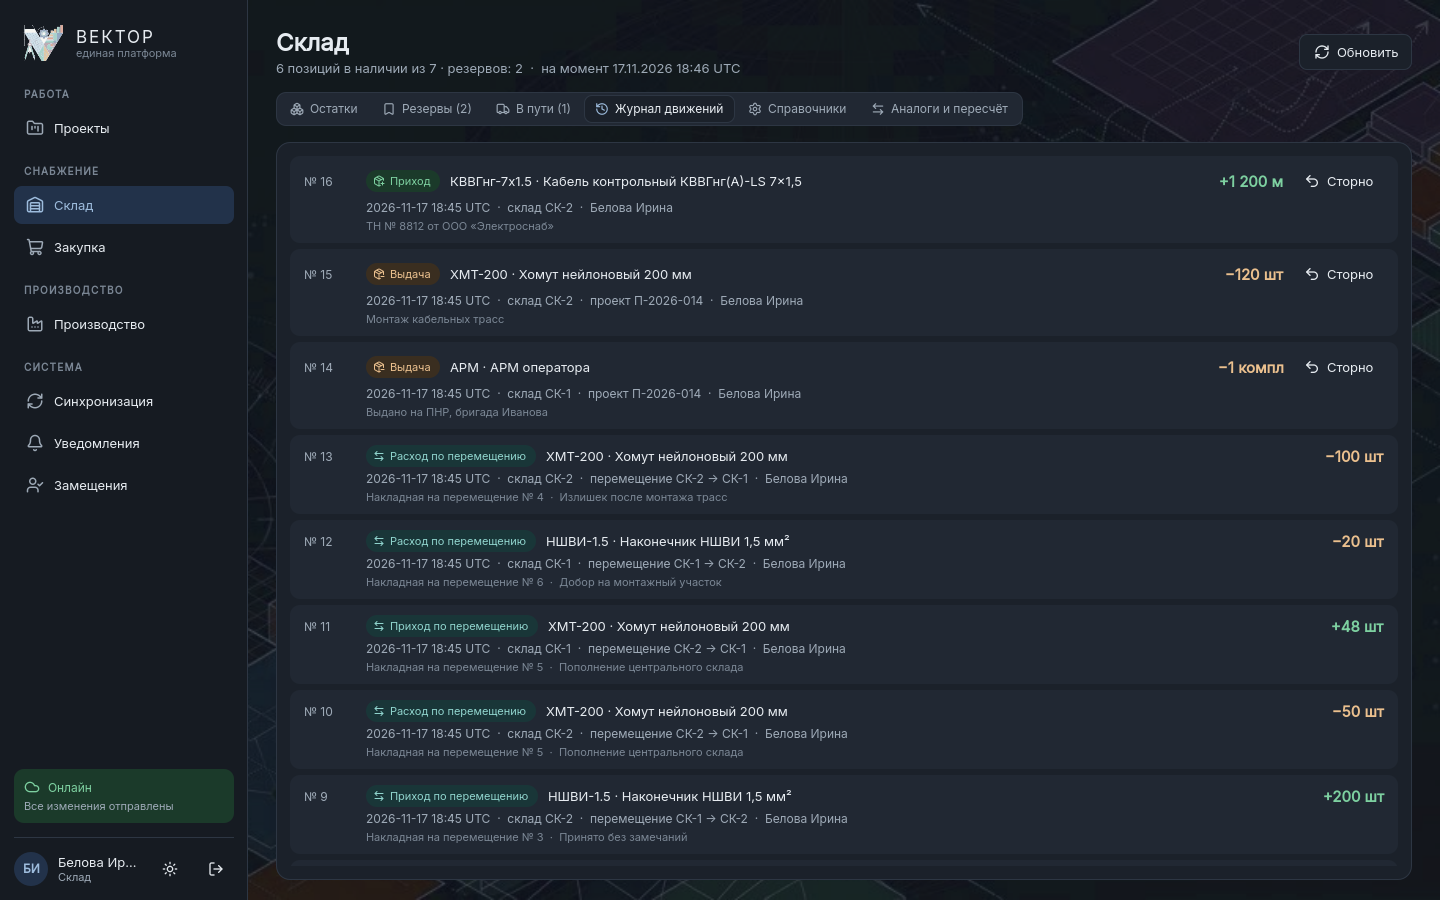 ВЕКТОР
единая платформа
РАБОТА
Проекты
СНАБЖЕНИЕ
Склад
Закупка
ПРОИЗВОДСТВО
Производство
СИСТЕМА
Синхронизация
Уведомления
Замещения
Онлайн
Все изменения отправлены
БИ
Белова Ир...
Склад
Склад
6 позиций в наличии из 7 · резервов: 2 · на момент 17.11.2026 18:46 UTC
Обновить
Остатки Резервы (2) В пути (1) Журнал движений Справочники Аналоги и пересчёт
№ 16 Приход КВВГнг-7x1.5 · Кабель контрольный КВВГнг(А)-LS 7×1,5 +1 200 м Сторно
2026-11-17 18:45 UTC · склад СК-2 · Белова Ирина
ТН № 8812 от ООО «Электроснаб»
№ 15 Выдача ХМТ-200 · Хомут нейлоновый 200 мм −120 шт Сторно
2026-11-17 18:45 UTC · склад СК-2 · проект П-2026-014 · Белова Ирина
Монтаж кабельных трасс
№ 14 Выдача АРМ · АРМ оператора −1 компл Сторно
2026-11-17 18:45 UTC · склад СК-1 · проект П-2026-014 · Белова Ирина
Выдано на ПНР, бригада Иванова
№ 13 Расход по перемещению ХМТ-200 · Хомут нейлоновый 200 мм −100 шт
2026-11-17 18:45 UTC · склад СК-2 · перемещение СК-2 → СК-1 · Белова Ирина
Накладная на перемещение № 4 · Излишек после монтажа трасс
№ 12 Расход по перемещению НШВИ-1.5 · Наконечник НШВИ 1,5 мм² −20 шт
2026-11-17 18:45 UTC · склад СК-1 · перемещение СК-1 → СК-2 · Белова Ирина
Накладная на перемещение № 6 · Добор на монтажный участок
№ 11 Приход по перемещению ХМТ-200 · Хомут нейлоновый 200 мм +48 шт
2026-11-17 18:45 UTC · склад СК-1 · перемещение СК-2 → СК-1 · Белова Ирина
Накладная на перемещение № 5 · Пополнение центрального склада
№ 10 Расход по перемещению ХМТ-200 · Хомут нейлоновый 200 мм −50 шт
2026-11-17 18:45 UTC · склад СК-2 · перемещение СК-2 → СК-1 · Белова Ирина
Накладная на перемещение № 5 · Пополнение центрального склада
№ 9 Приход по перемещению НШВИ-1.5 · Наконечник НШВИ 1,5 мм² +200 шт
2026-11-17 18:45 UTC · склад СК-2 · перемещение СК-1 → СК-2 · Белова Ирина
Накладная на перемещение № 3 · Принято без замечаний